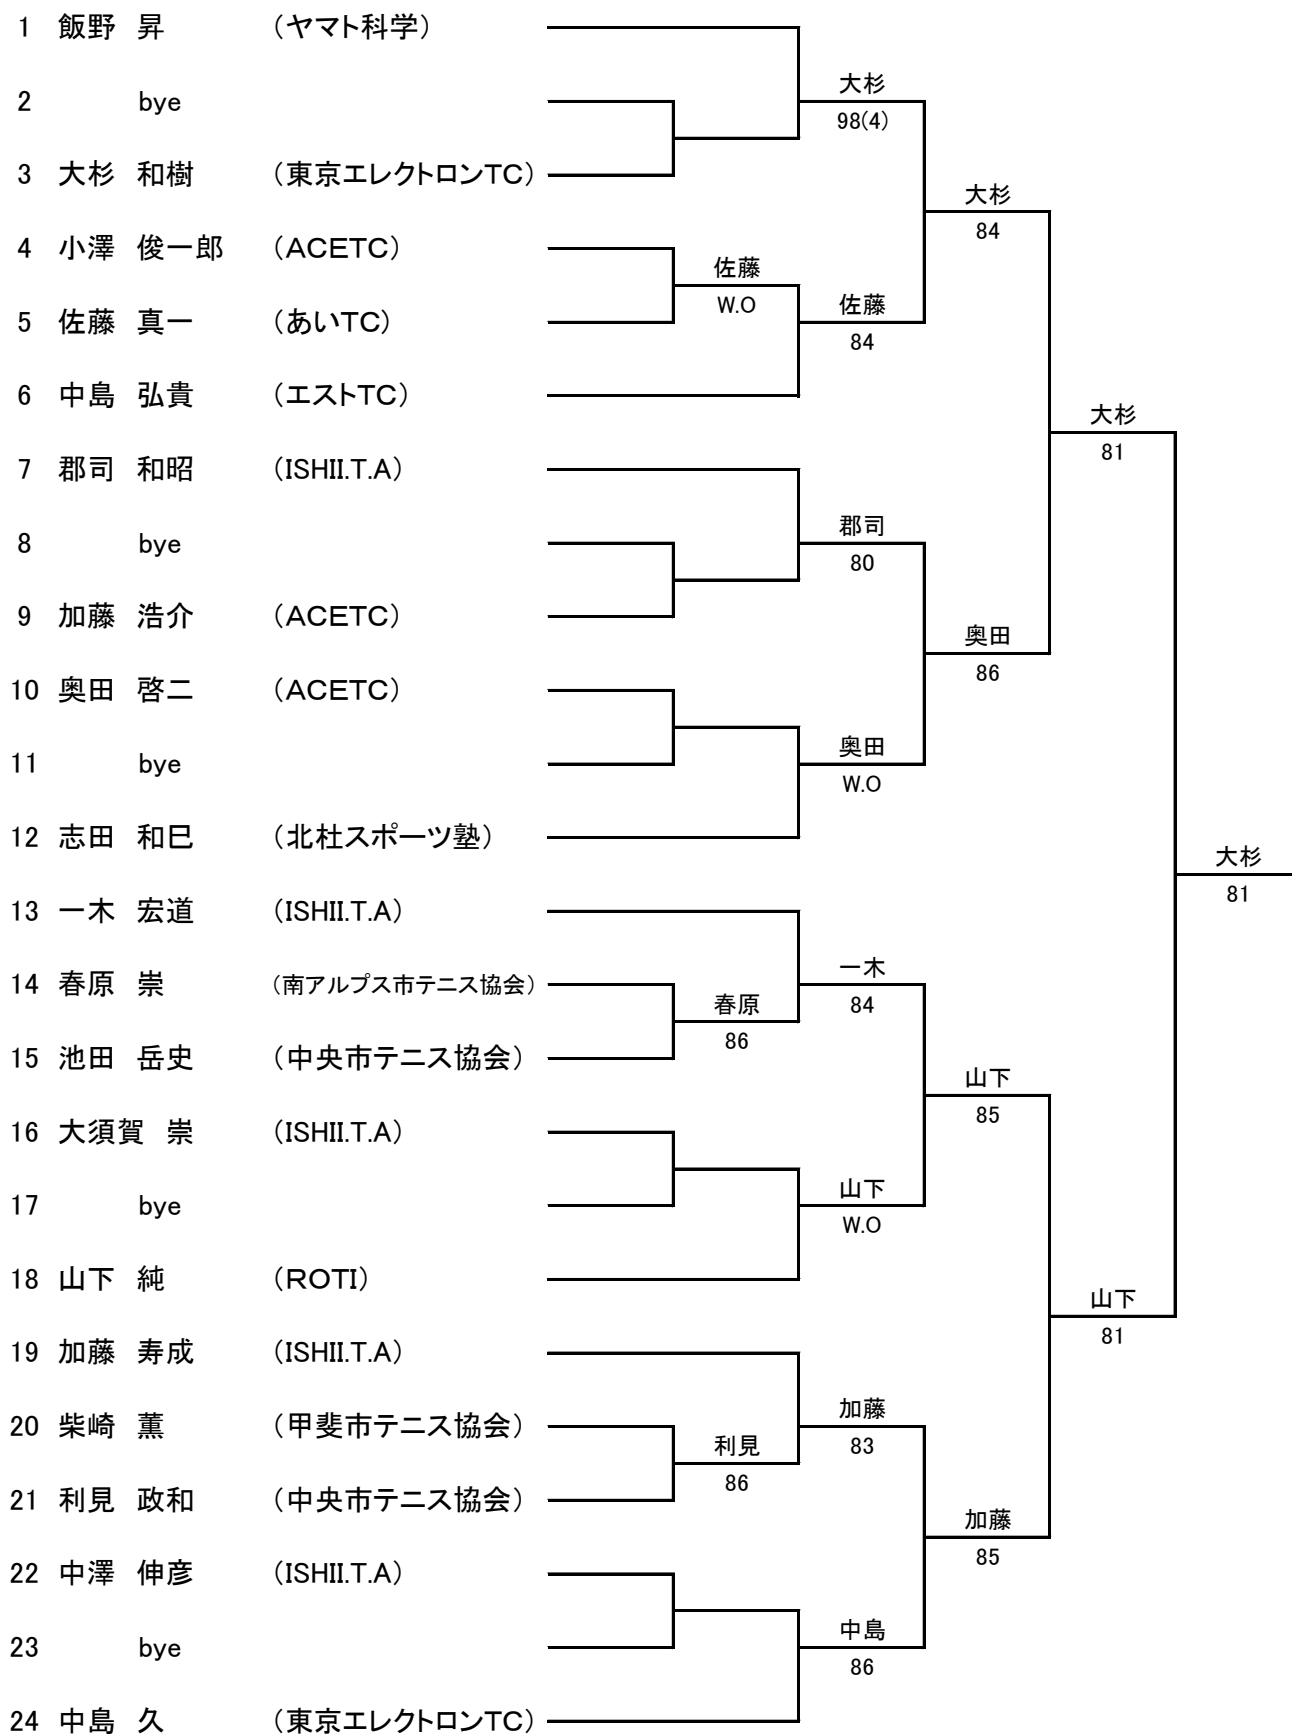 1 飯野 昇 （ヤマト科学）
大杉
2 bye
98(4)
3 大杉 和樹 （東京エレクトロンTC）
大杉
84
4 小澤 俊一郎 （ACETC）
佐藤
W.O
5 佐藤 真一 （あいTC）
佐藤
84
6 中島 弘貴 （エストTC）
大杉
81
7 郡司 和昭 （ISHII.T.A）
郡司
8 bye
80
9 加藤 浩介 （ACETC）
奥田
86
10 奥田 啓二 （ACETC）
奥田
11 bye
W.O
12 志田 和巳 （北杜スポーツ塾）
大杉
81
13 一木 宏道 （ISHII.T.A）
一木
14 春原 崇 （南アルプス市テニス協会）
84
春原
86
15 池田 岳史 （中央市テニス協会）
山下
85
16 大須賀 崇 （ISHII.T.A）
山下
17 bye
W.O
18 山下 純 （ROTI）
山下
81
19 加藤 寿成 （ISHII.T.A）
加藤
20 柴崎 薫 （甲斐市テニス協会）
83
利見
86
21 利見 政和 （中央市テニス協会）
加藤
85
22 中澤 伸彦 （ISHII.T.A）
中島
23 bye
86
24 中島 久 （東京エレクトロンTC）